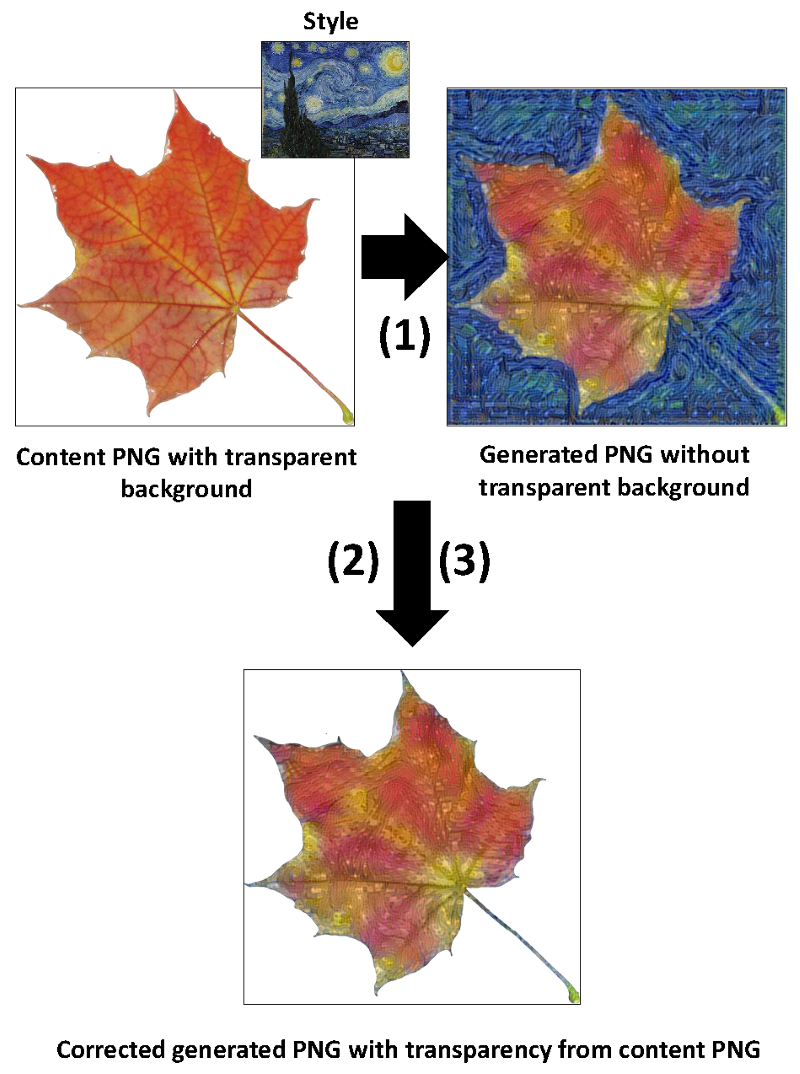 Style
(1)
Content PNG with transparent
background
Generated PNG without
transparent background
(2)
(3)
Corrected generated PNG with transparency from content PNG